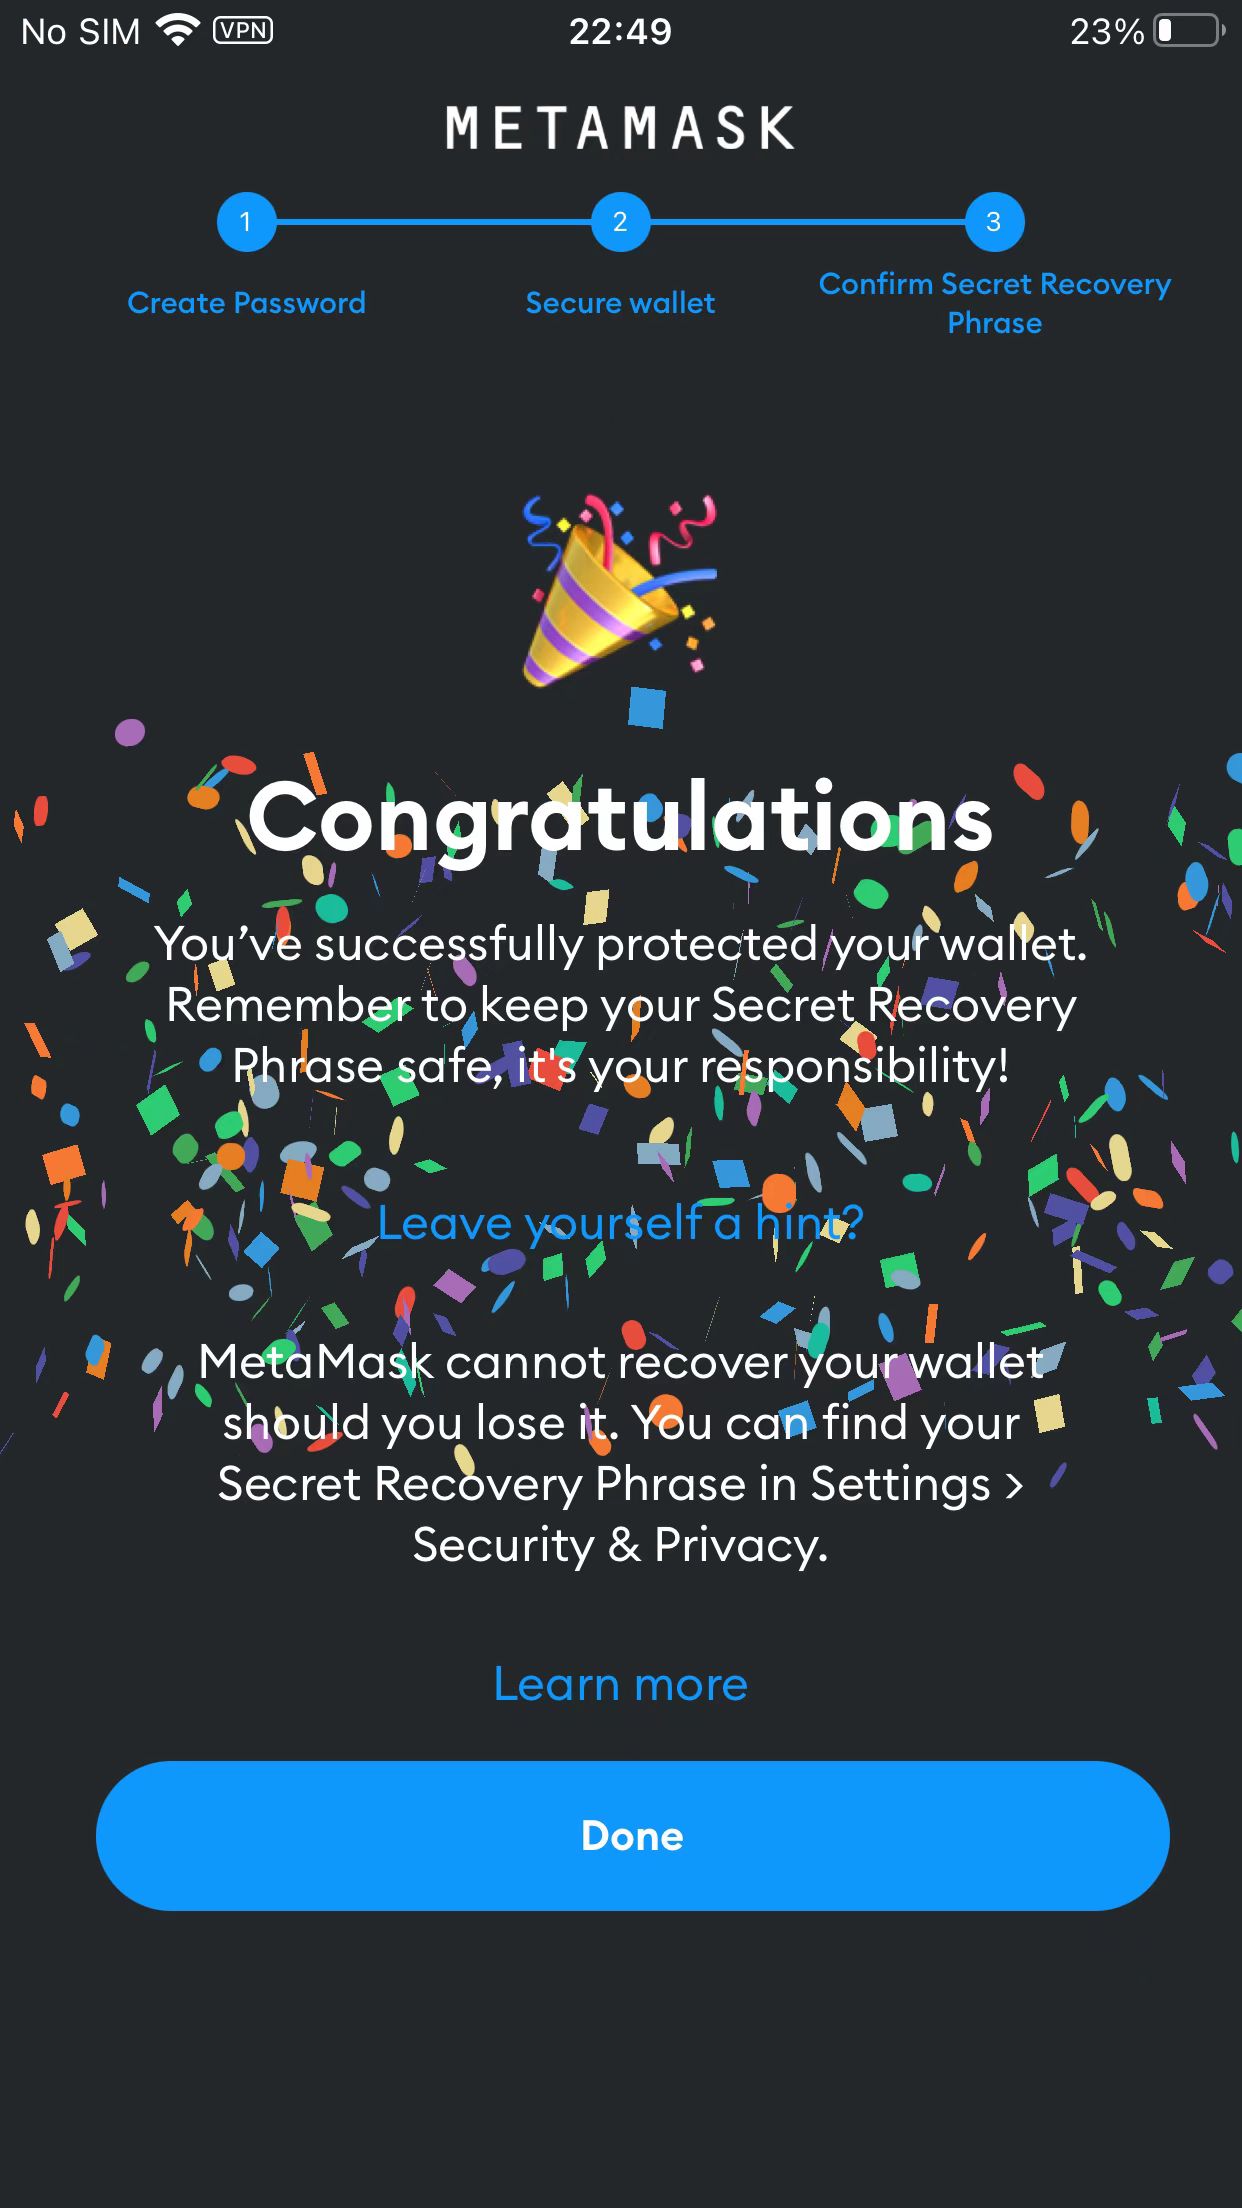 No SIM VPN 22:49 23%
METAMASK
1 2 3
Create Password Secure wallet Confirm Secret Recovery
Phrase
Congratulations
You’ve successfully protected your wallet.
Remember to keep your Secret Recovery
Phrase safe, it's your responsibility!
Leave yourself a hint?
MetaMask cannot recover your wallet
should you lose it. You can find your
Secret Recovery Phrase in Settings >
Security & Privacy.
Learn more
Done